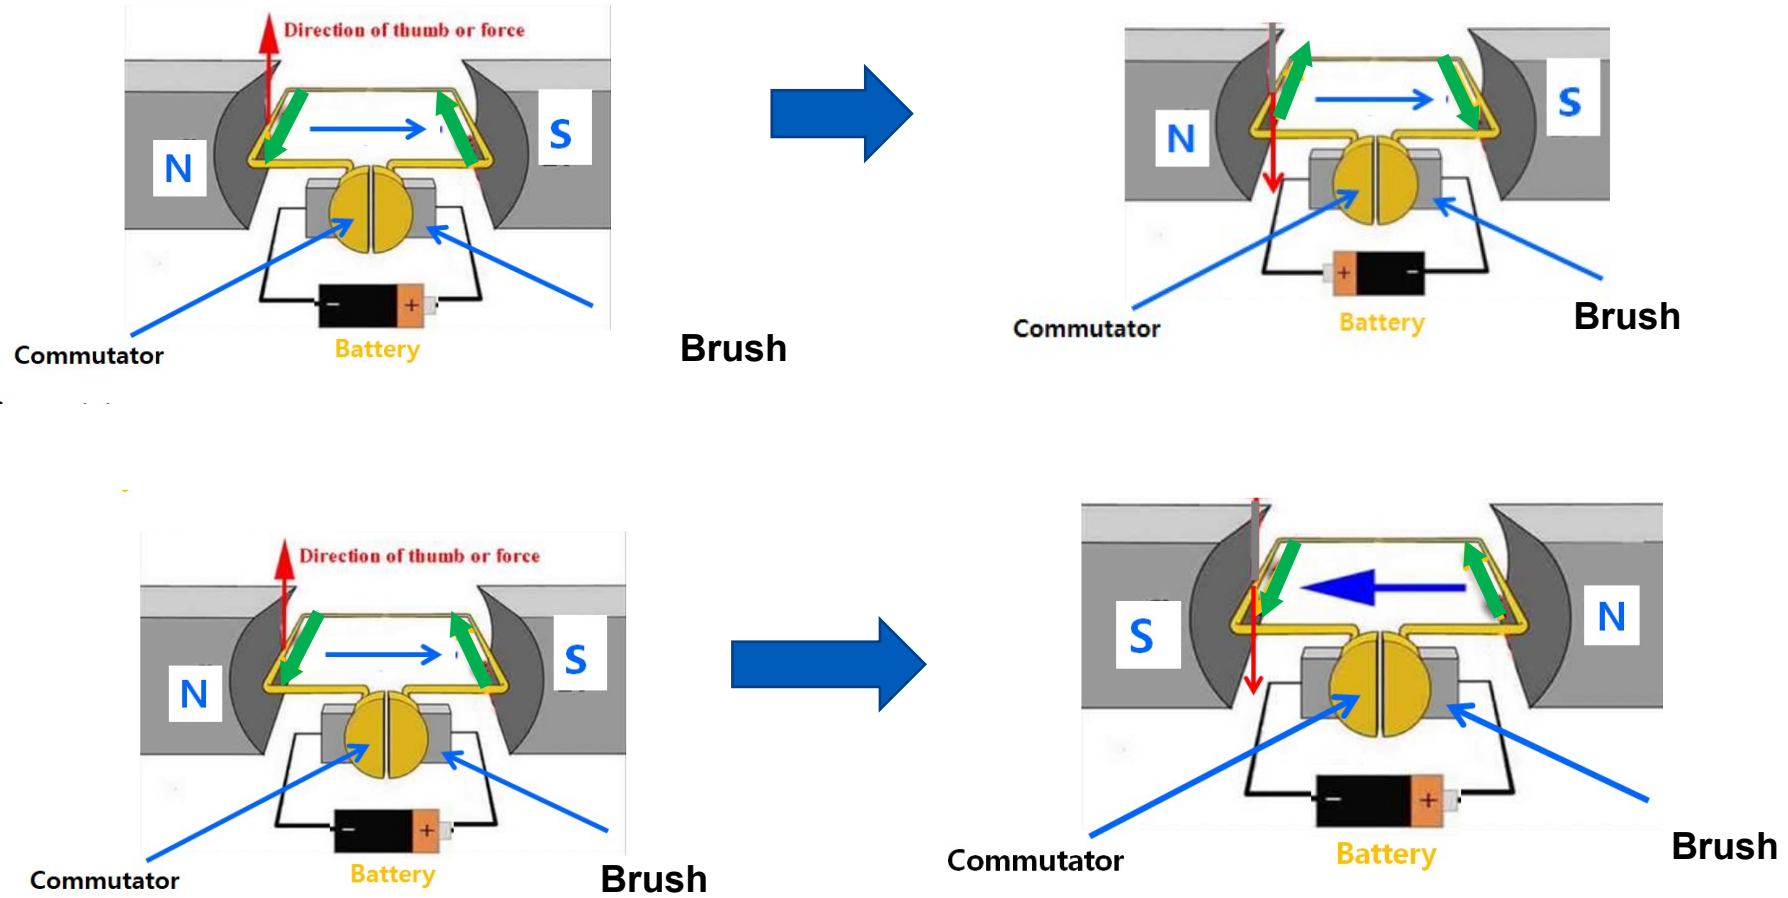 Direction of thumb or force
N
S
−
+
Commutator
Battery
Brush
N
S
+
−
Commutator
Battery
Brush
Direction of thumb or force
N
S
−
+
Commutator
Battery
Brush
S
N
−
+
Commutator
Battery
Brush